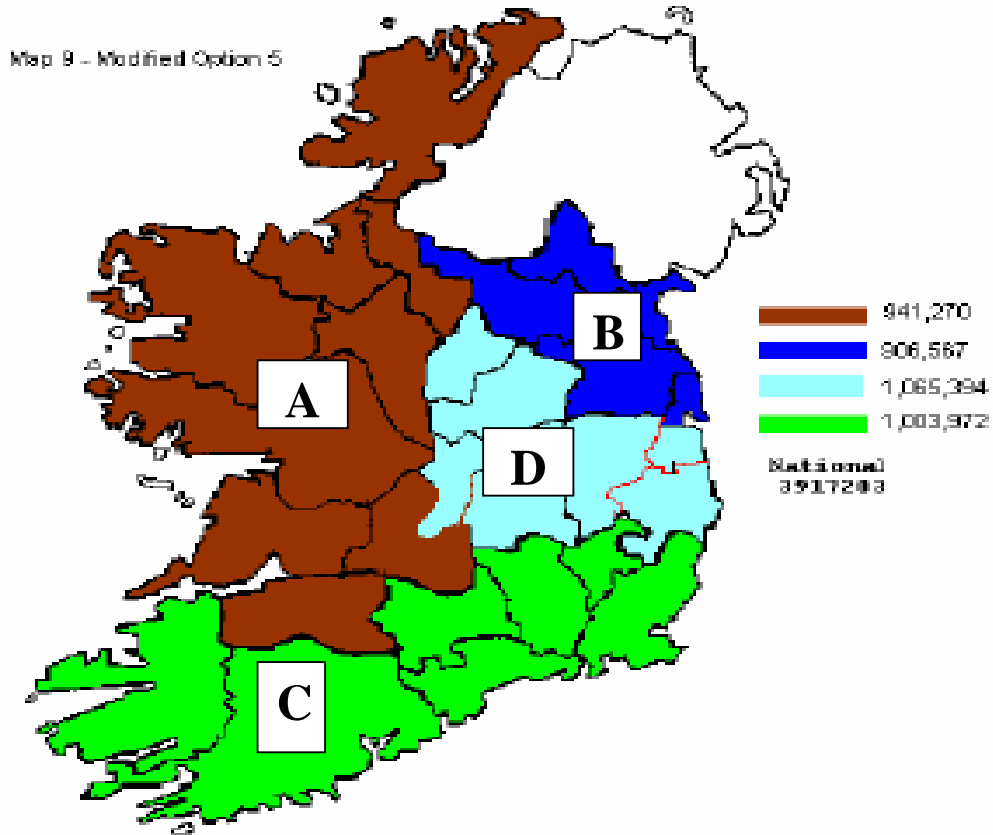 Map 9 - Modified Option 5
B
A
D
C
941,270
906,567
1,065,394
1,003,972
National
3917203